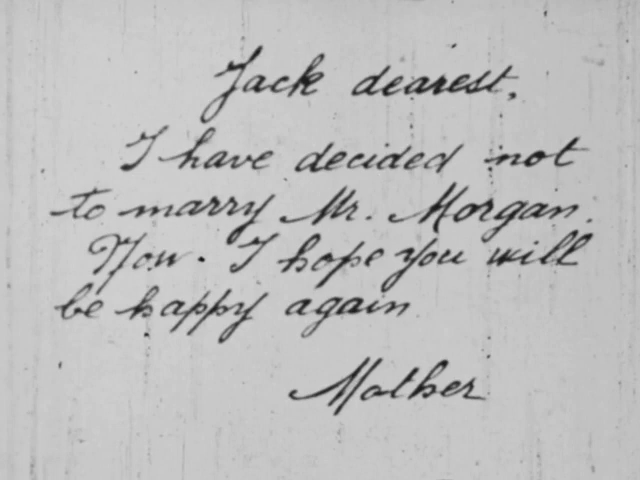 Jack dearest,
I have decided not
to marry Mr. Morgan.
Now. I hope you will
be happy again
Mother